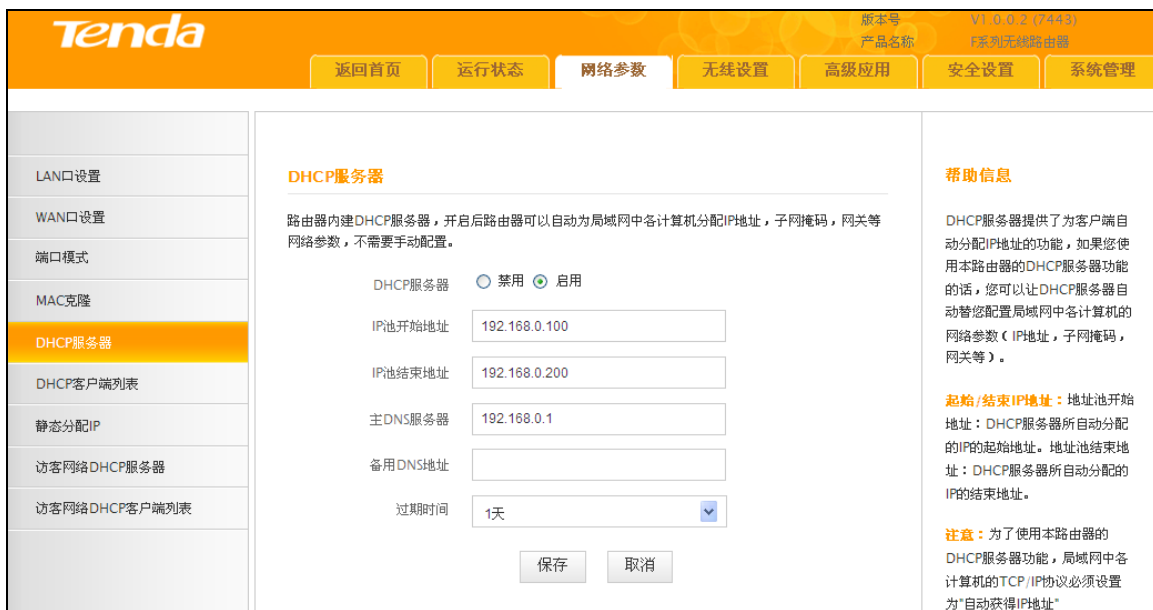 Tenda
版本号 V1.0.0.2 (7443)
产品名称 F系列无线路由器
返回首页 运行状态 网络参数 无线设置 高级应用 安全设置 系统管理
LAN口设置
WAN口设置
端口模式
MAC克隆
DHCP服务器
DHCP客户端列表
静态分配IP
访客网络DHCP服务器
访客网络DHCP客户端列表
DHCP服务器
路由器内建DHCP服务器，开启后路由器可以自动为局域网中各计算机分配IP地址，子网掩码，网关等
网络参数，不需要手动配置。
DHCP服务器 禁用 启用
IP池开始地址 192.168.0.100
IP池结束地址 192.168.0.200
主DNS服务器 192.168.0.1
备用DNS地址
过期时间 1天
保存 取消
帮助信息
DHCP服务器提供了为客户端自
动分配IP地址的功能，如果您使
用本路由器的DHCP服务器功能
的话，您可以让DHCP服务器自
动替您配置局域网中各计算机的
网络参数（IP地址，子网掩码，
网关等）。
起始/结束IP地址：地址池开始
地址：DHCP服务器所自动分配
的IP的起始地址。地址池结束地
址：DHCP服务器所自动分配的
IP的结束地址。
注意：为了使用本路由器的
DHCP服务器功能，局域网中各
计算机的TCP/IP协议必须设置
为"自动获得IP地址"